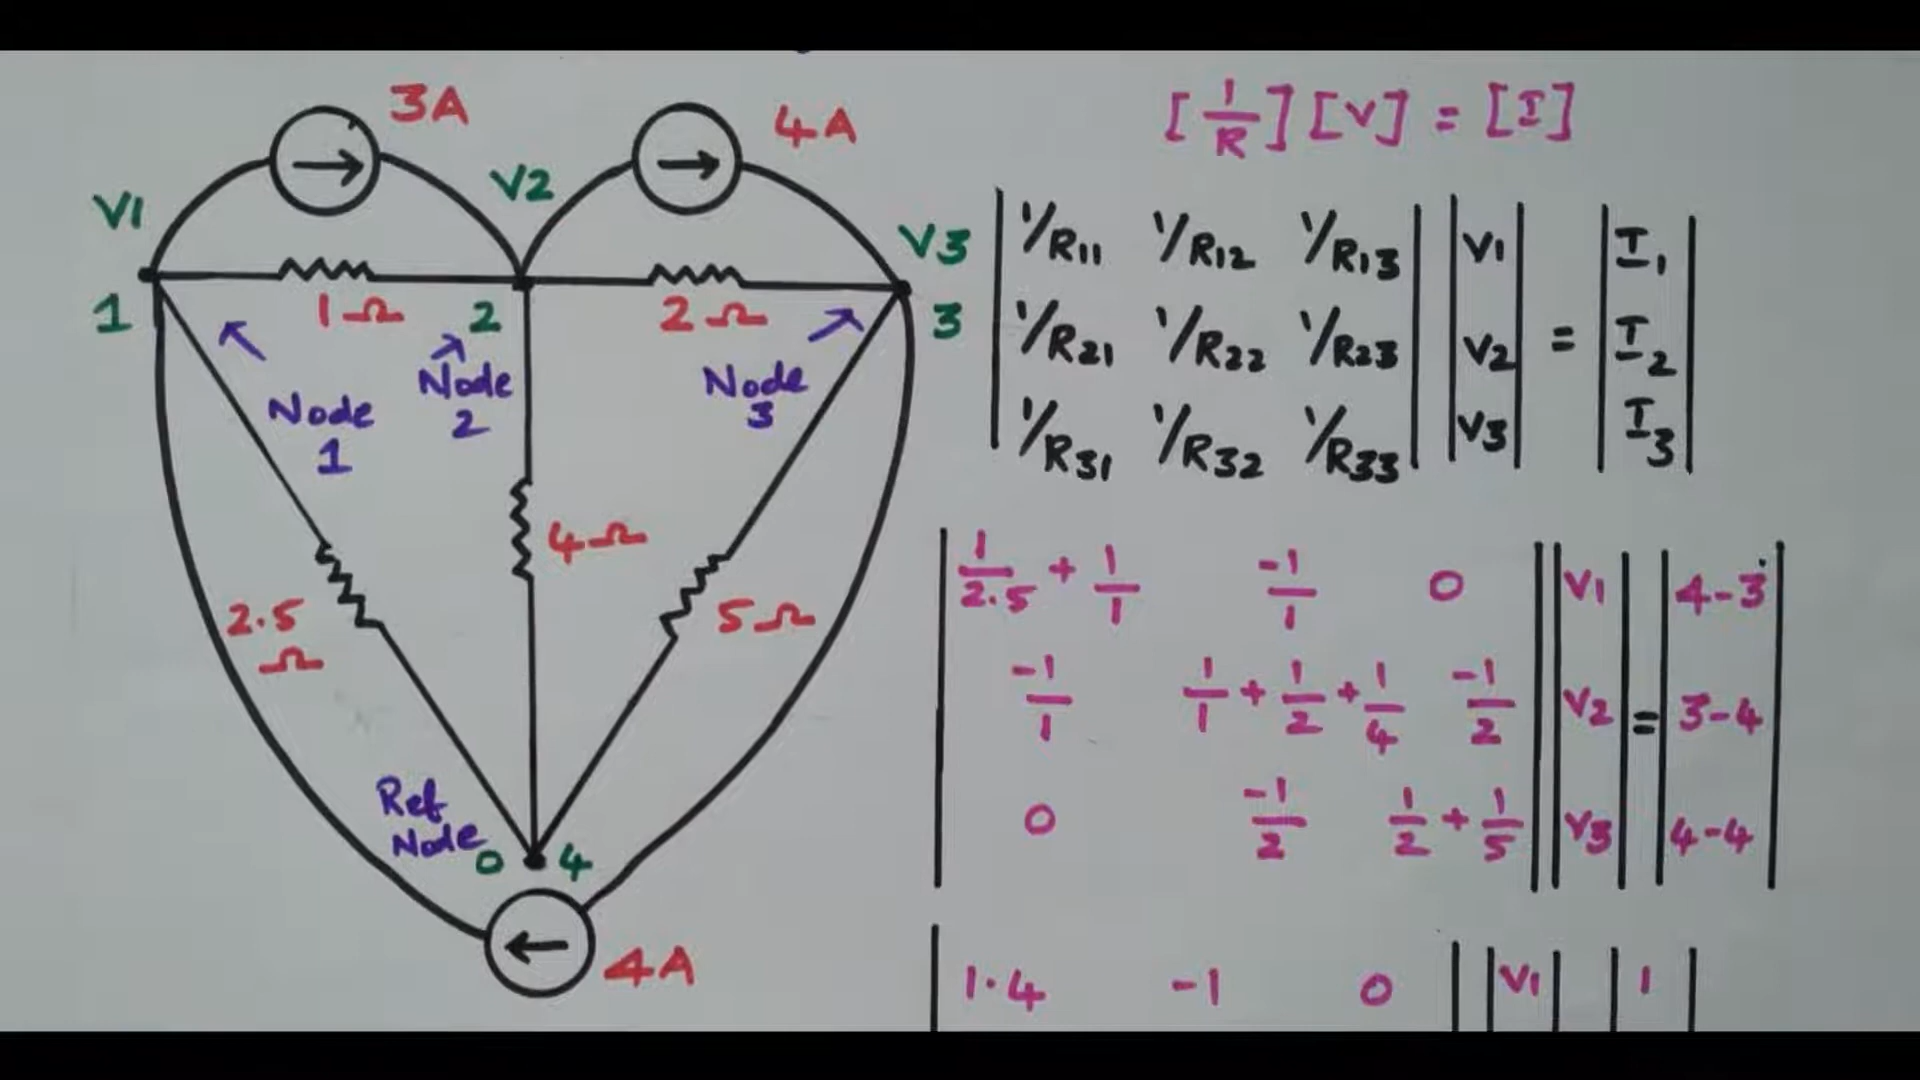 3A
4A
V1
V2
V3
1
1Ω
2
2Ω
3
Node
1
Node
2
Node
3
4Ω
2.5
Ω
5Ω
Ref
Node
0
4
4A
[1/R][V] = [I]
| 1/R11 1/R12 1/R13 | | V1 | | I1 |
| 1/R21 1/R22 1/R23 | | V2 | = | I2 |
| 1/R31 1/R32 1/R33 | | V3 | | I3 |
| 1/2.5 + 1/1 -1/1 0 | | V1 | | 4-3 |
| -1/1 1/1 + 1/2 + 1/4 -1/2 | | V2 | = | 3-4 |
| 0 -1/2 1/2 + 1/5 | | V3 | | 4-4 |
| 1.4 -1 0 | | V1 | | 1 |